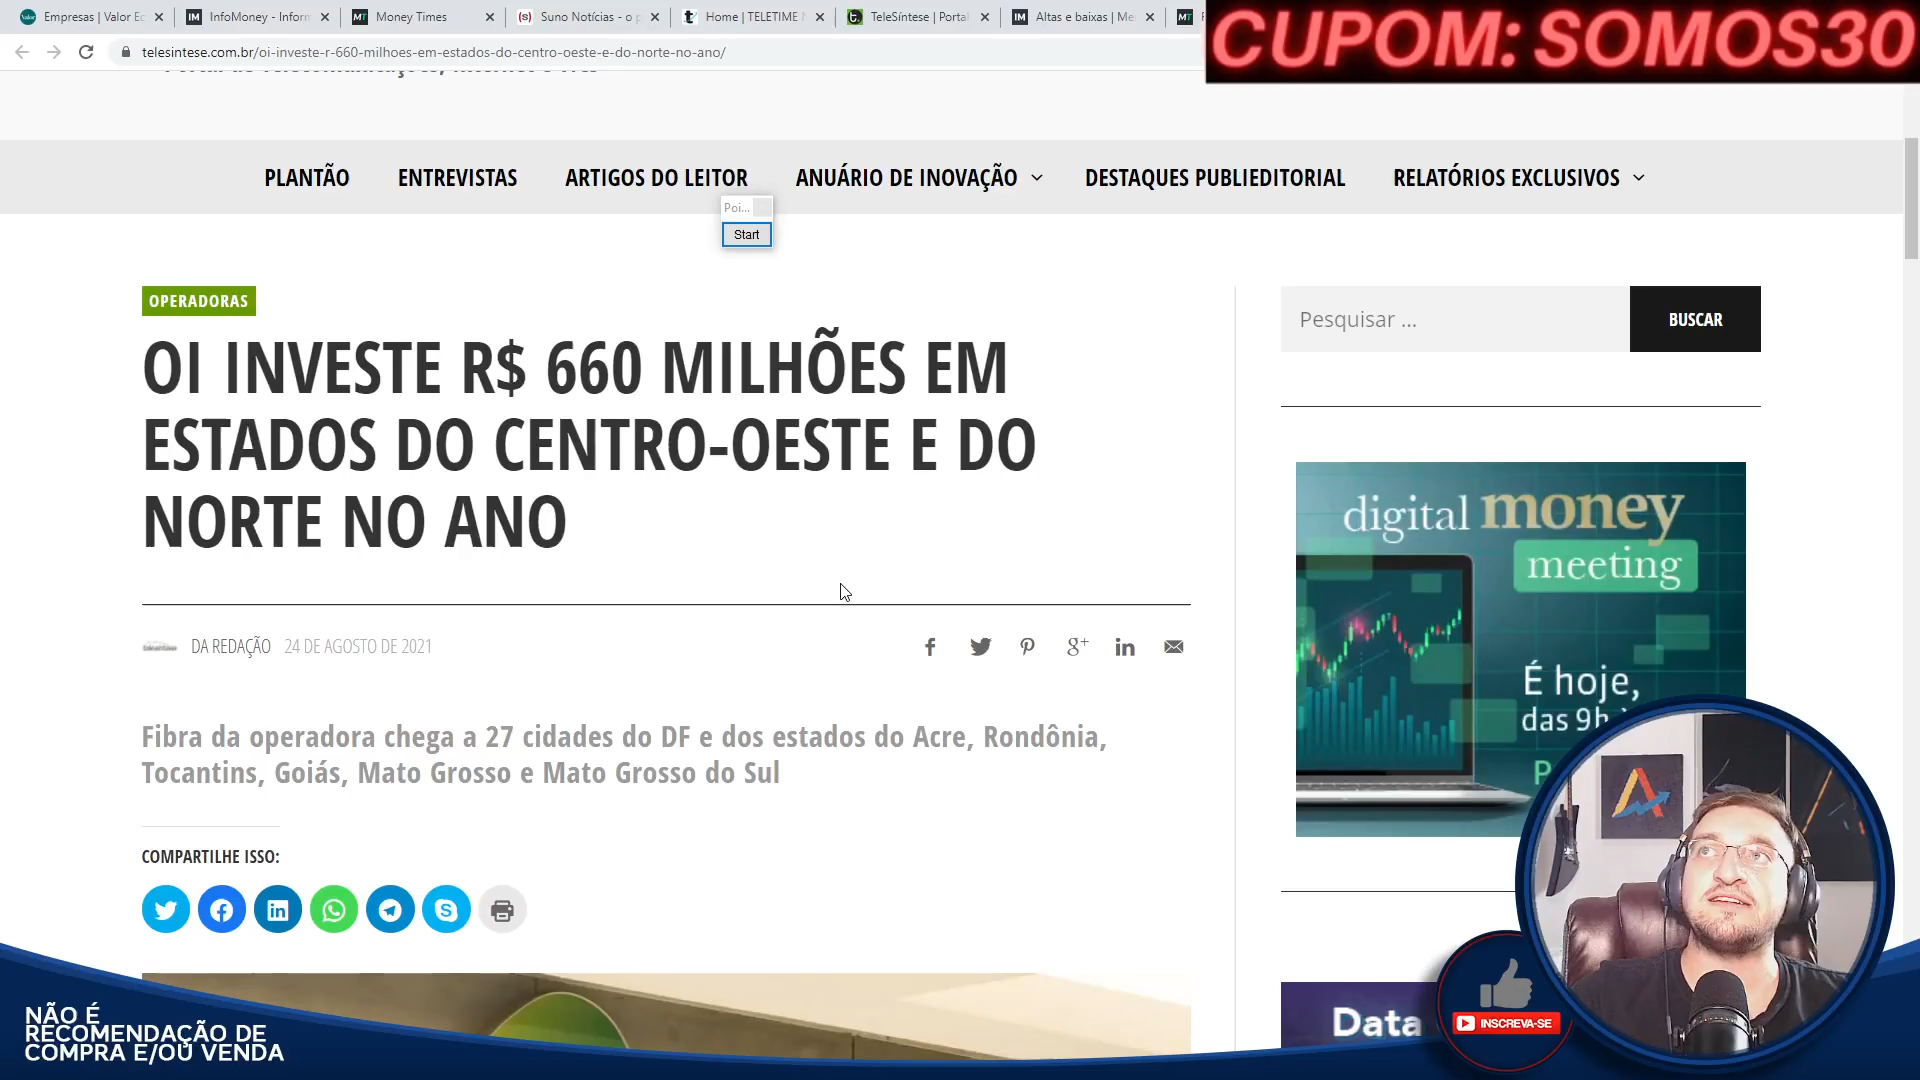 Empresas | Valor Ec
InfoMoney - Inform
Money Times
Suno Notícias - o p
Home | TELETIME N
TeleSíntese | Portal
Altas e baixas | Me
CUPOM: SOMOS30
telesintese.com.br/oi-investe-r-660-milhoes-em-estados-do-centro-oeste-e-do-norte-no-ano/
PLANTÃO
ENTREVISTAS
ARTIGOS DO LEITOR
ANUÁRIO DE INOVAÇÃO
DESTAQUES PUBLIEDITORIAL
RELATÓRIOS EXCLUSIVOS
Poi...
Start
OPERADORAS
OI INVESTE R$ 660 MILHÕES EM
ESTADOS DO CENTRO-OESTE E DO
NORTE NO ANO
Pesquisar ...
BUSCAR
DA REDAÇÃO 24 DE AGOSTO DE 2021
Fibra da operadora chega a 27 cidades do DF e dos estados do Acre, Rondônia,
Tocantins, Goiás, Mato Grosso e Mato Grosso do Sul
COMPARTILHE ISSO:
digital money
meeting
É hoje,
das 9h
Data
INSCREVA-SE
NÃO É
RECOMENDAÇÃO DE
COMPRA E/OU VENDA